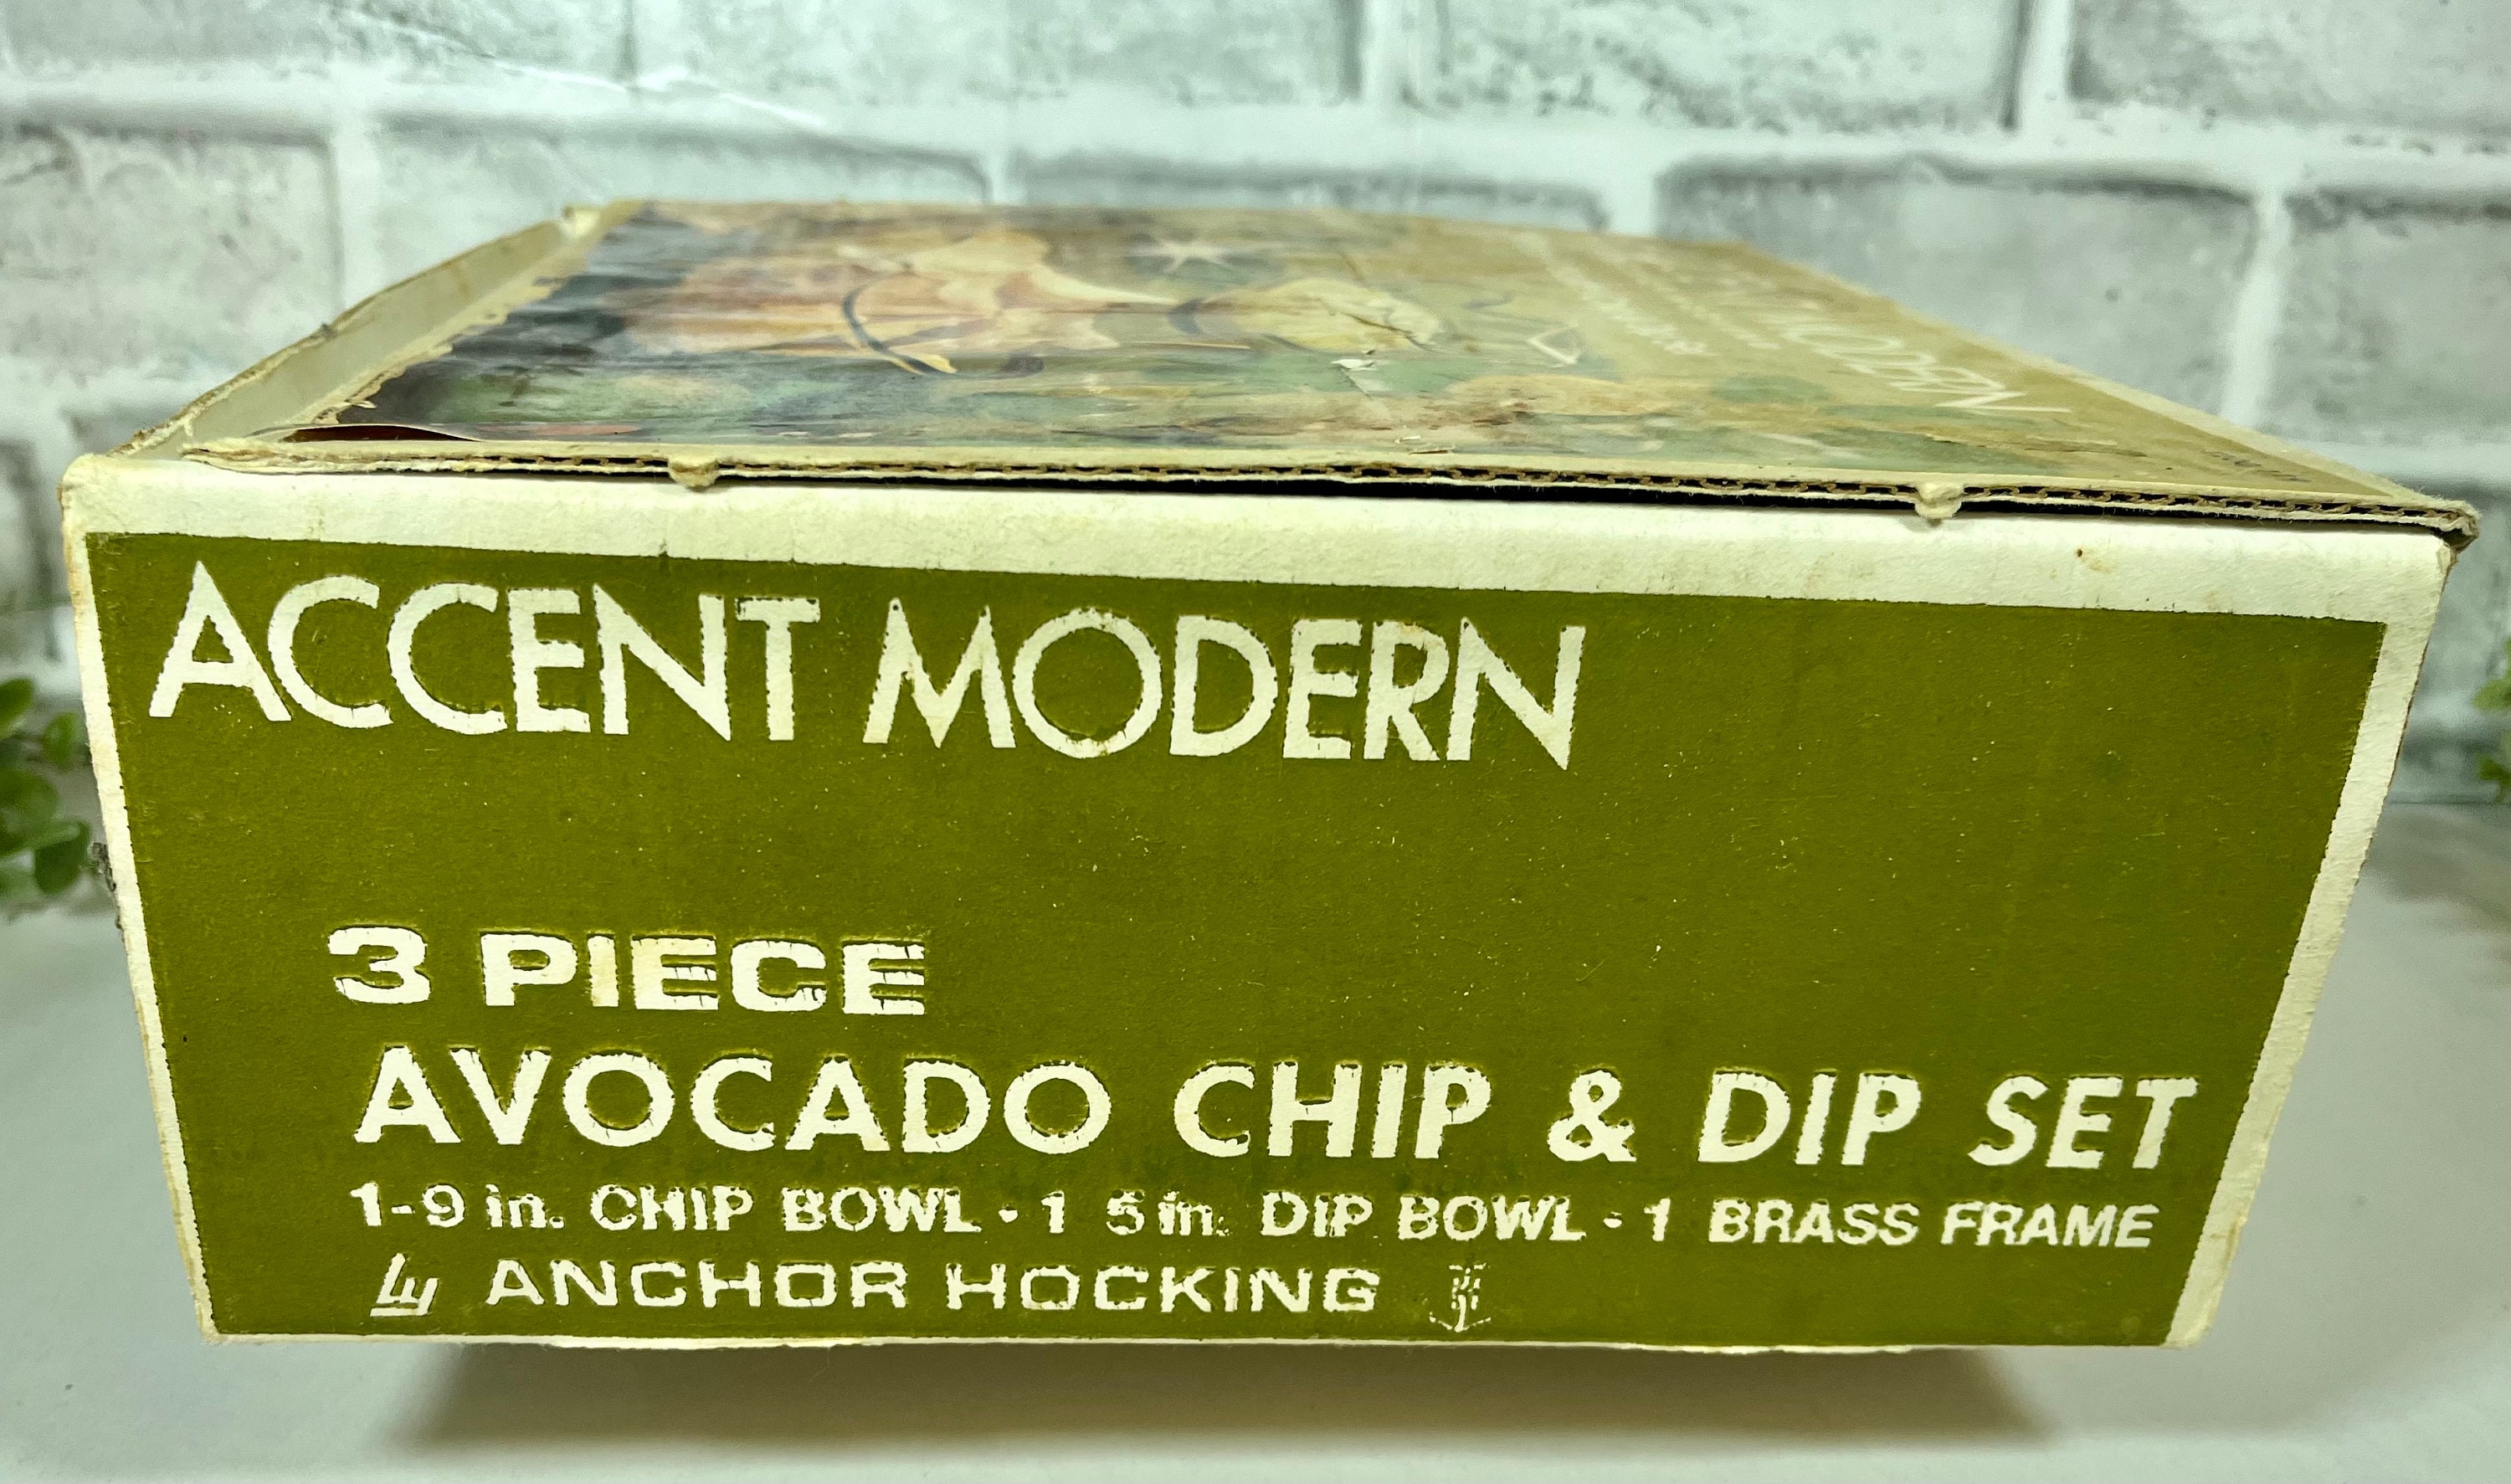 ACCENT MODERN
3 PIECE
AVOCADO CHIP & DIP SET
1-9 in. CHIP BOWL • 1 5 in. DIP BOWL • 1 BRASS FRAME
by ANCHOR HOCKING